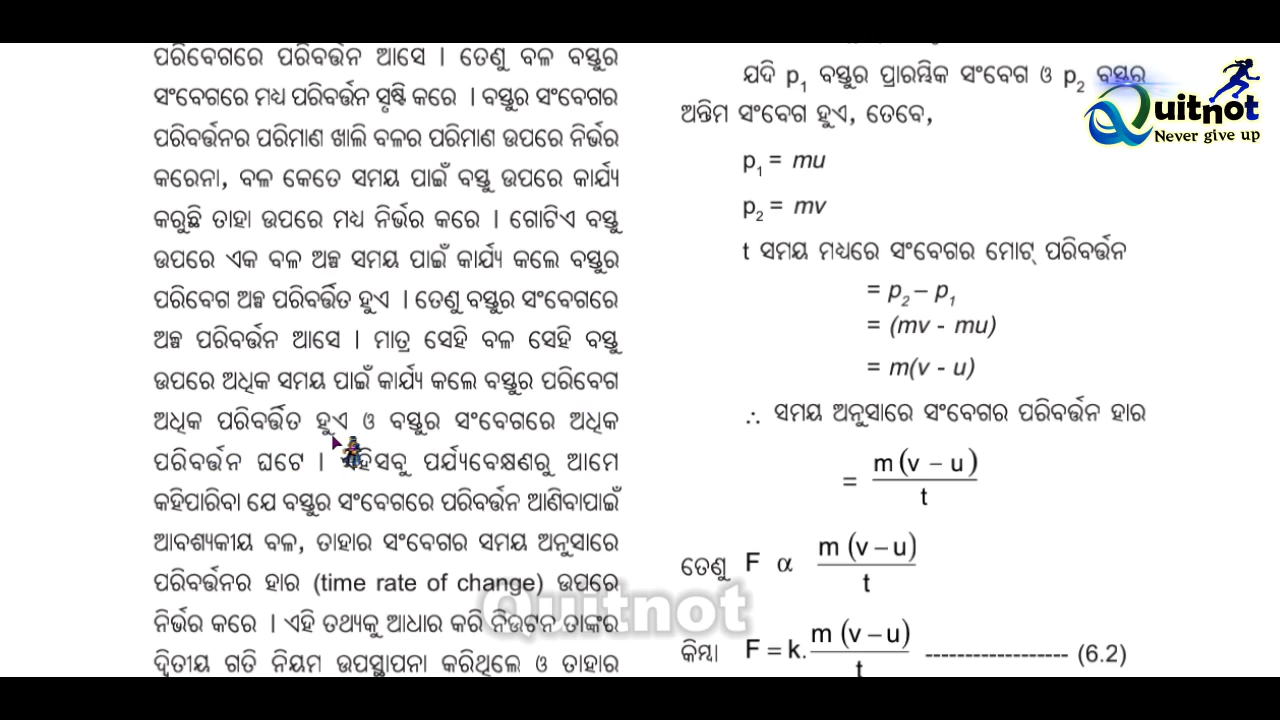 ପରିବେଗରେ ପରିବର୍ତ୍ତନ ଆସେ । ତେଣୁ ବଳ ବସ୍ତୁର
ସଂବେଗରେ ମଧ୍ୟ ପରିବର୍ତ୍ତନ ସୃଷ୍ଟି କରେ । ବସ୍ତୁର ସଂବେଗର
ପରିବର୍ତ୍ତନର ପରିମାଣ ଖାଲି ବଳର ପରିମାଣ ଉପରେ ନିର୍ଭର
କରେନା, ବଳ କେତେ ସମୟ ପାଇଁ ବସ୍ତୁ ଉପରେ କାର୍ଯ୍ୟ
କରୁଛି ତାହା ଉପରେ ମଧ୍ୟ ନିର୍ଭର କରେ । ଗୋଟିଏ ବସ୍ତୁ
ଉପରେ ଏକ ବଳ ଅଳ୍ପ ସମୟ ପାଇଁ କାର୍ଯ୍ୟ କଲେ ବସ୍ତୁର
ପରିବେଗ ଅଳ୍ପ ପରିବର୍ତ୍ତିତ ହୁଏ । ତେଣୁ ବସ୍ତୁର ସଂବେଗରେ
ଅଳ୍ପ ପରିବର୍ତ୍ତନ ଆସେ । ମାତ୍ର ସେହି ବଳ ସେହି ବସ୍ତୁ
ଉପରେ ଅଧିକ ସମୟ ପାଇଁ କାର୍ଯ୍ୟ କଲେ ବସ୍ତୁର ପରିବେଗ
ଅଧିକ ପରିବର୍ତ୍ତିତ ହୁଏ ଓ ବସ୍ତୁର ସଂବେଗରେ ଅଧିକ
ପରିବର୍ତ୍ତନ ଘଟେ । ପର୍ଯ୍ୟବେକ୍ଷଣରୁ ଆମେ
କହିପାରିବା ଯେ ବସ୍ତୁର ସଂବେଗରେ ପରିବର୍ତ୍ତନ ଆଣିବାପାଇଁ
ଆବଶ୍ୟକୀୟ ବଳ, ତାହାର ସଂବେଗର ସମୟ ଅନୁସାରେ
ପରିବର୍ତ୍ତନର ହାର (time rate of change) ଉପରେ
ନିର୍ଭର କରେ । ଏହି ତଥ୍ୟକୁ ଆଧାର କରି ନିଉଟନ ତାଙ୍କର
ଦ୍ୱିତୀୟ ଗତି ନିୟମ ଉପସ୍ଥାପନା କରିଥିଲେ ଓ ତାହାର
ଯଦି p₁ ବସ୍ତୁର ପ୍ରାରମ୍ଭିକ ସଂବେଗ ଓ p₂ ବସ୍ତୁର
ଅନ୍ତିମ ସଂବେଗ ହୁଏ, ତେବେ,
p₁ = mu
p₂ = mv
t ସମୟ ମଧ୍ୟରେ ସଂବେଗର ମୋଟ୍ ପରିବର୍ତ୍ତନ
= p₂ – p₁
= (mv - mu)
= m(v - u)
∴ ସମୟ ଅନୁସାରେ ସଂବେଗର ପରିବର୍ତ୍ତନ ହାର
= m (v – u) / t
ତେଣୁ F α m (v – u) / t
କିମ୍ବା F = k. m (v – u) / t ------------------ (6.2)
Quitnot
Never give up
Quitnot